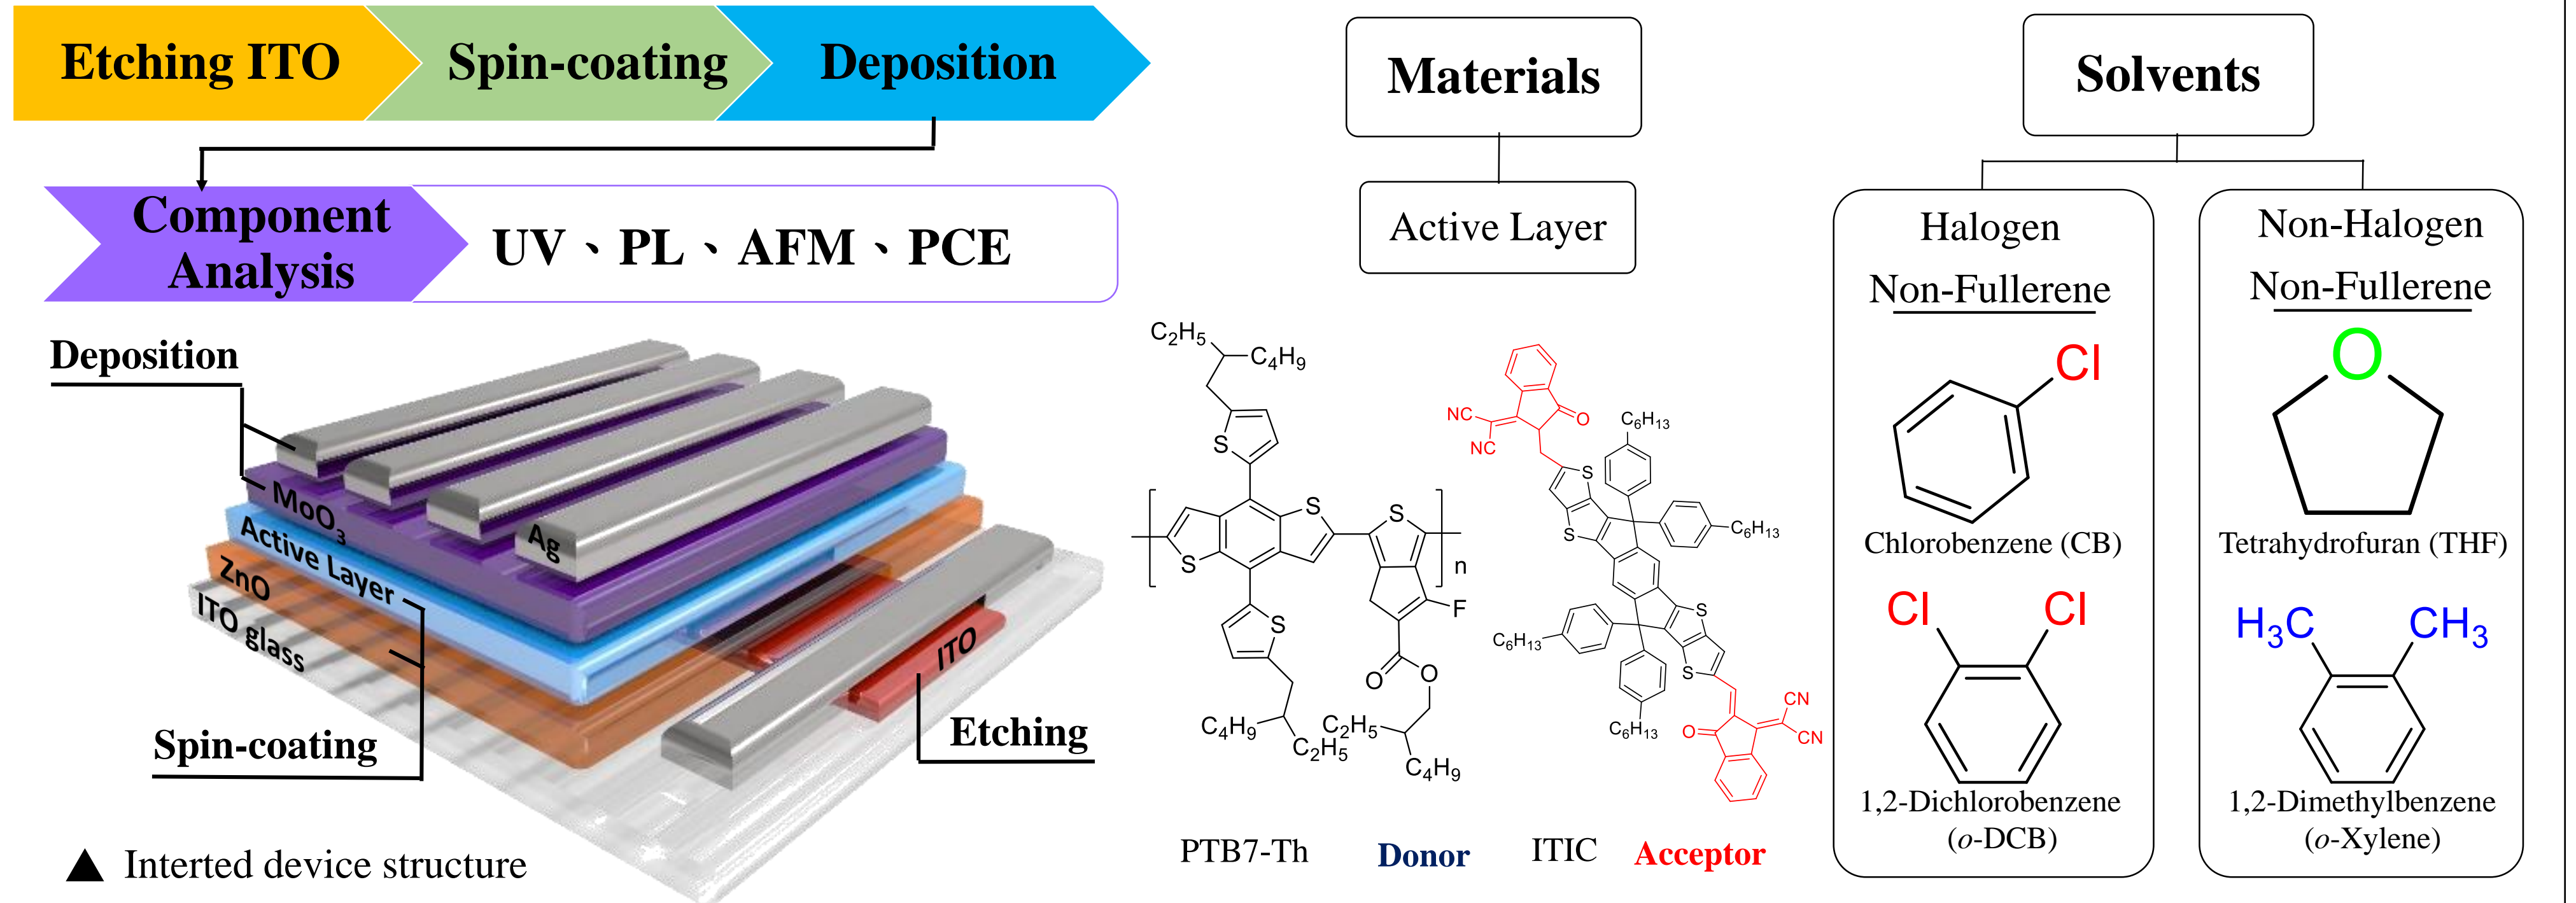 Etching ITO
Spin-coating
Deposition
Component
Analysis
UV、PL、AFM、PCE
Deposition
MoO3
Ag
Active Layer
ZnO
ITO glass
ITO
Spin-coating
Etching
▲ Interted device structure
Materials
Active Layer
C2H5
C4H9
S
S
S
S
n
F
S
O
O
C4H9
C2H5
C2H5
C4H9
PTB7-Th
Donor
NC
NC
O
C6H13
S
C6H13
S
S
C6H13
S
C6H13
CN
O
CN
ITIC
Acceptor
Solvents
Halogen
Non-Fullerene
Cl
Chlorobenzene (CB)
Cl
Cl
1,2-Dichlorobenzene
(o-DCB)
Non-Halogen
Non-Fullerene
O
Tetrahydrofuran (THF)
H3C
CH3
1,2-Dimethylbenzene
(o-Xylene)